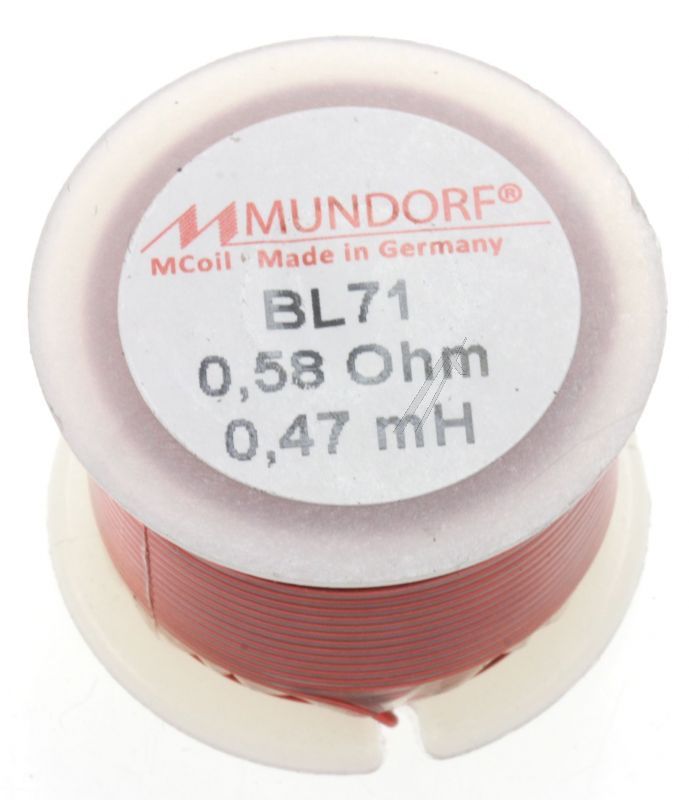 MUNDORF®
MCoil · Made in Germany
BL71
0,58 Ohm
0,47 mH